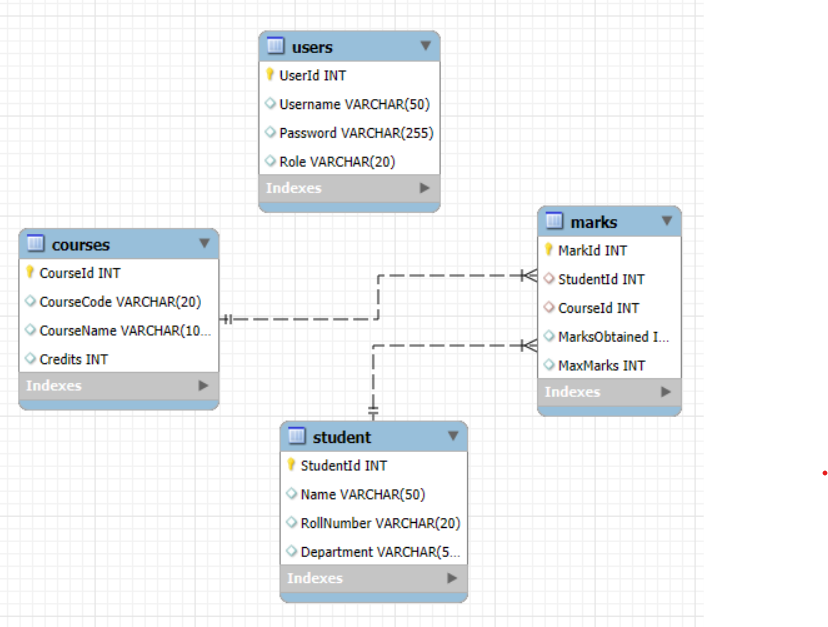 users
UserId INT
Username VARCHAR(50)
Password VARCHAR(255)
Role VARCHAR(20)
Indexes
courses
CourseId INT
CourseCode VARCHAR(20)
CourseName VARCHAR(10...
Credits INT
Indexes
marks
MarkId INT
StudentId INT
CourseId INT
MarksObtained I...
MaxMarks INT
Indexes
student
StudentId INT
Name VARCHAR(50)
RollNumber VARCHAR(20)
Department VARCHAR(5...
Indexes